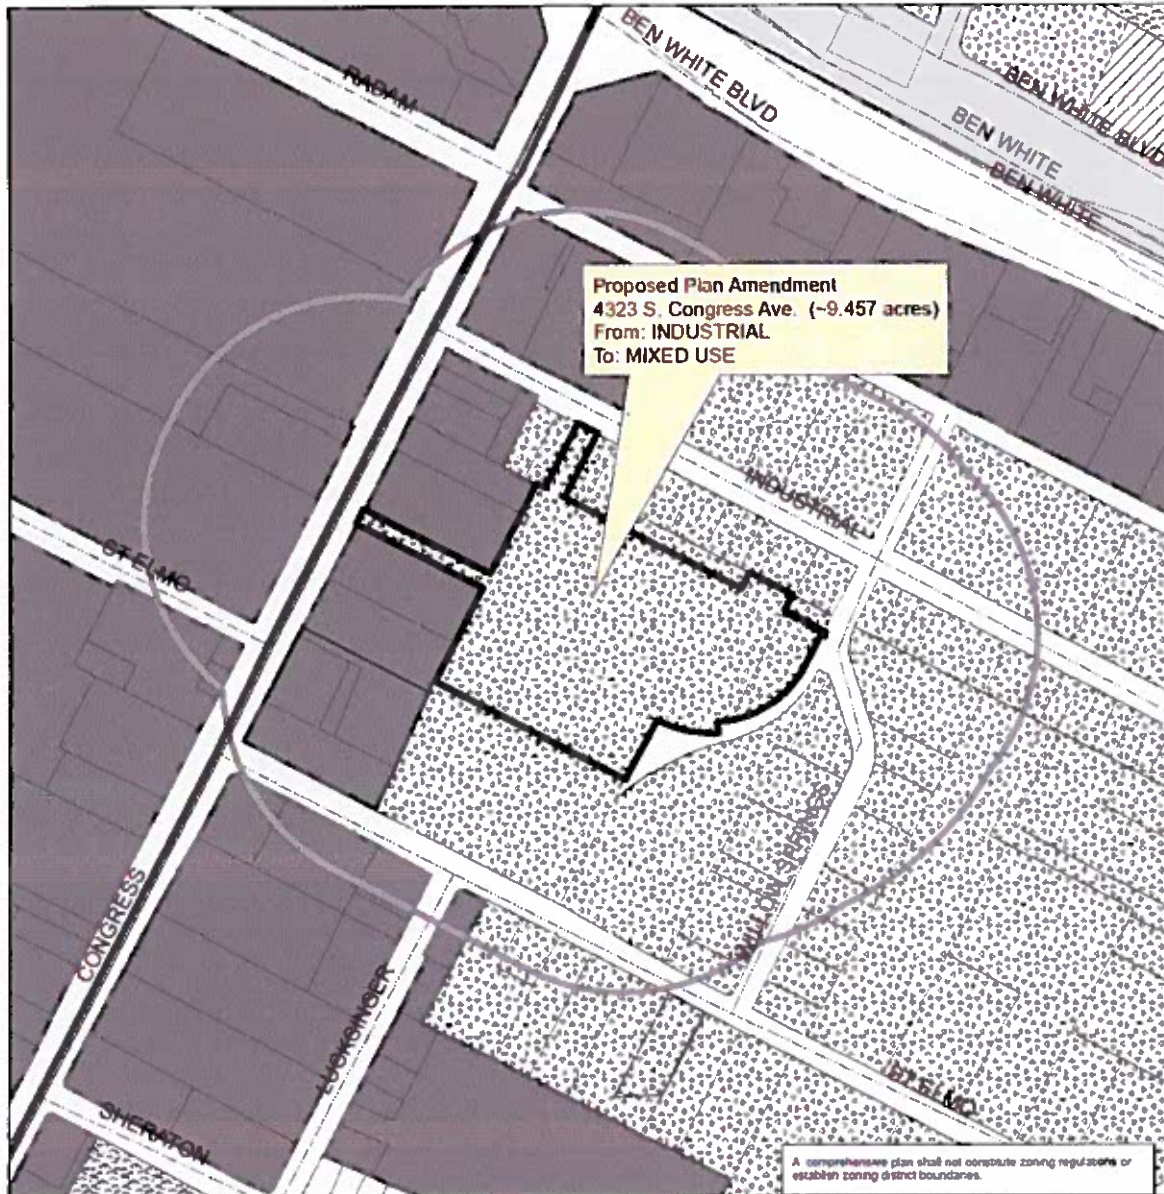 BEN WHITE BLVD
BEN WHITE BLVD
RADAM
BEN WHITE
BEN WHITE
Proposed Plan Amendment
4323 S. Congress Ave. (~9.457 acres)
From: INDUSTRIAL
To: MIXED USE
INDUSTRIAL
ST ELMO
WILLOW SPRINGS
CONGRESS
LUCKSINGER
ST ELMO
SHERATON
A comprehensive plan shall not constitute zoning regulations or
establish zoning district boundaries.